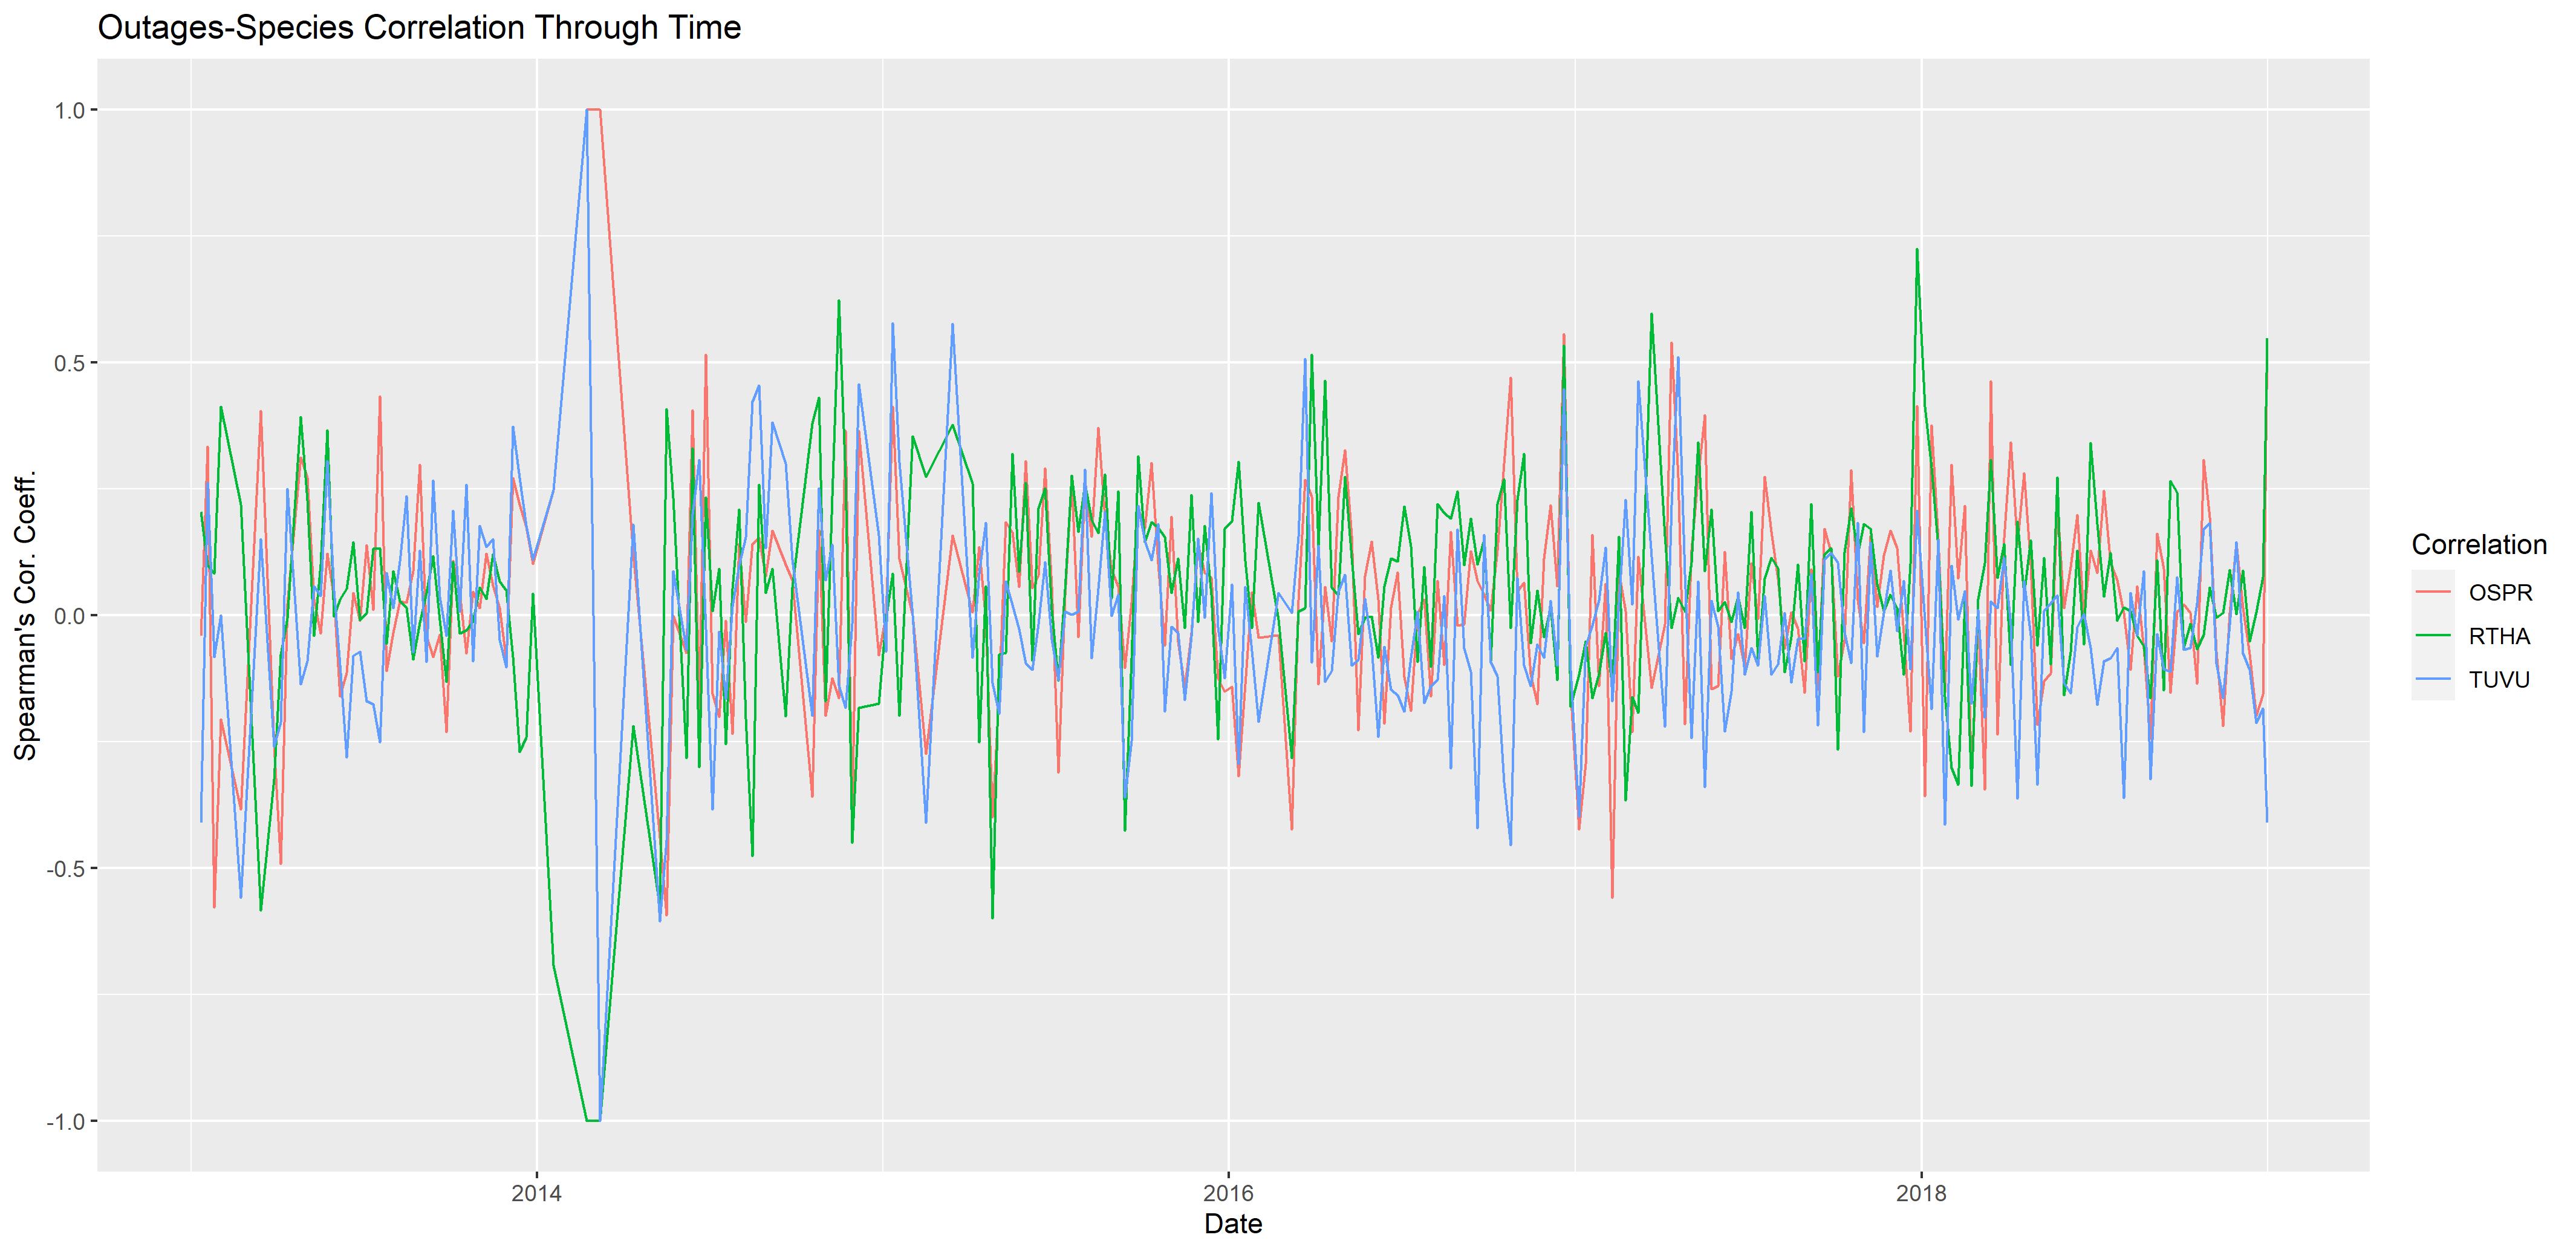 Outages-Species Correlation Through Time
Spearman's Cor. Coeff.
1.0
0.5
0.0
-0.5
-1.0
2014
2016
2018
Date
Correlation
OSPR
RTHA
TUVU